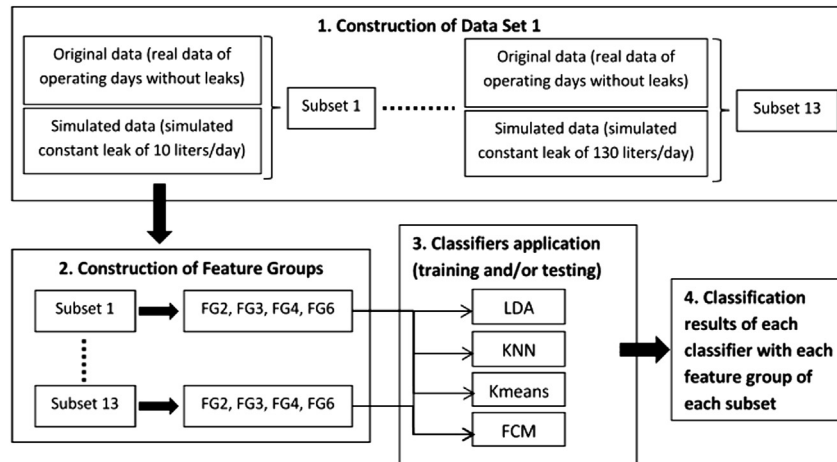 1. Construction of Data Set 1
Original data (real data of
operating days without leaks)
Simulated data (simulated
constant leak of 10 liters/day)
Subset 1
Original data (real data of
operating days without leaks)
Simulated data (simulated
constant leak of 130 liters/day)
Subset 13
2. Construction of Feature Groups
Subset 1
FG2, FG3, FG4, FG6
Subset 13
FG2, FG3, FG4, FG6
3. Classifiers application
(training and/or testing)
LDA
KNN
Kmeans
FCM
4. Classification
results of each
classifier with each
feature group of
each subset